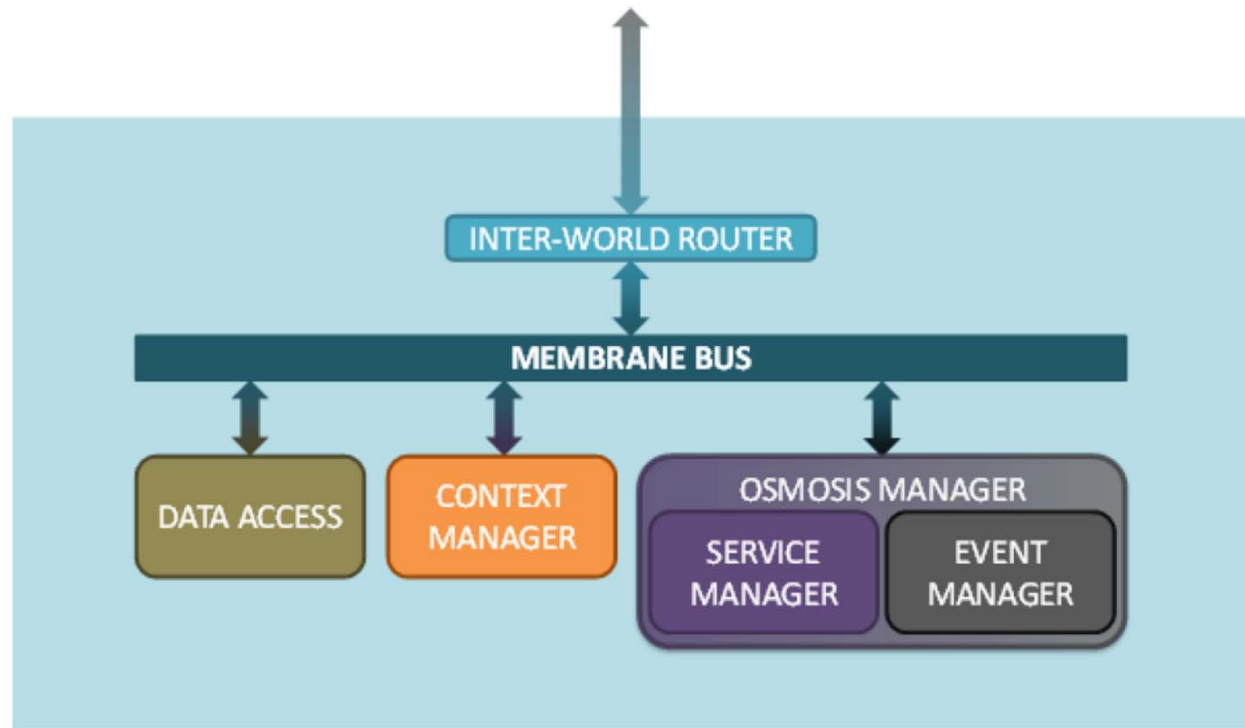 INTER-WORLD ROUTER
MEMBRANE BUS
DATA ACCESS
CONTEXT
MANAGER
OSMOSIS MANAGER
SERVICE
MANAGER
EVENT
MANAGER